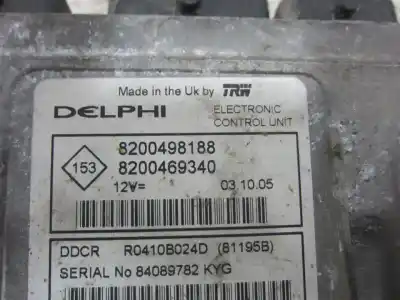 Made in the Uk by TRW
DELPHI ELECTRONIC CONTROL UNIT
153
8200498188
8200469340
12V= 03.10.05
DDCR R0410B024D (81195B)
SERIAL No 84089782 KYG